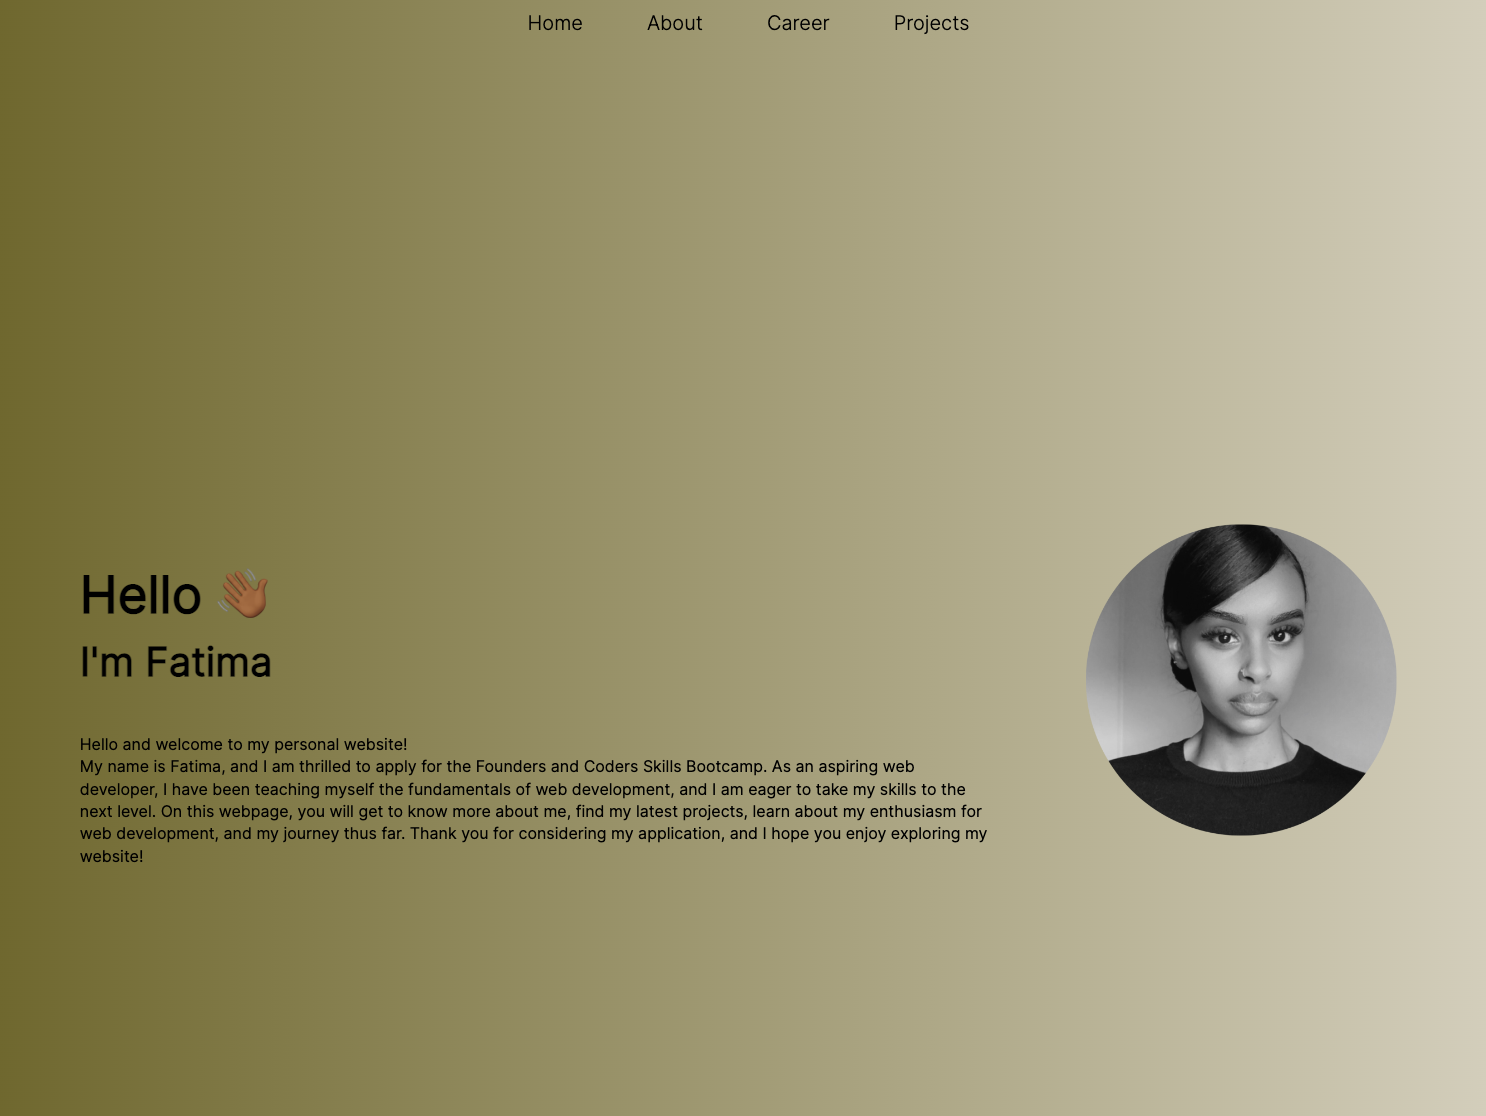 Home About Career Projects
Hello 👋🏾
I'm Fatima
Hello and welcome to my personal website!
My name is Fatima, and I am thrilled to apply for the Founders and Coders Skills Bootcamp. As an aspiring web
developer, I have been teaching myself the fundamentals of web development, and I am eager to take my skills to the
next level. On this webpage, you will get to know more about me, find my latest projects, learn about my enthusiasm for
web development, and my journey thus far. Thank you for considering my application, and I hope you enjoy exploring my
website!